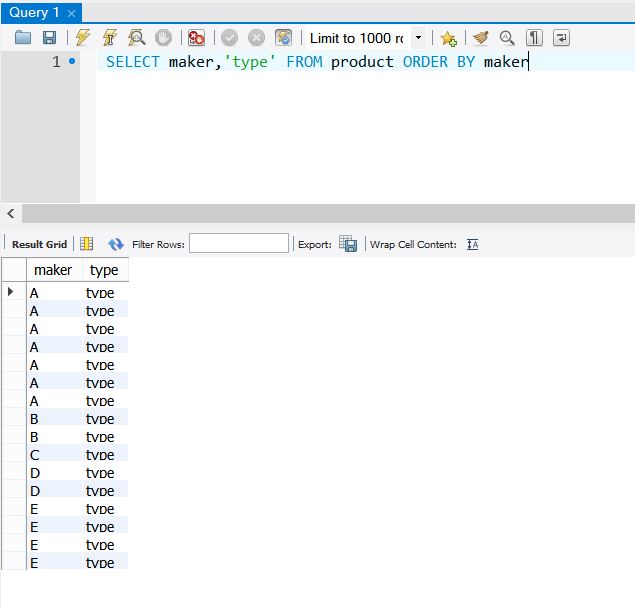 Query 1 ×
Limit to 1000 rc
1 SELECT maker,'type' FROM product ORDER BY maker
Result Grid Filter Rows: Export: Wrap Cell Content:
maker type
A type
A type
A type
A type
A type
A type
A type
B type
B type
C type
D type
D type
E type
E type
E type
E type